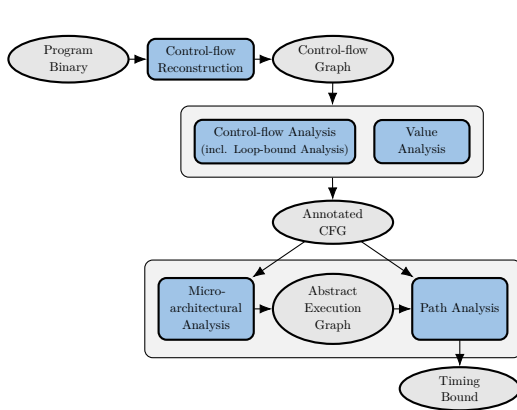 Program
Binary
Control-flow
Reconstruction
Control-flow
Graph
Control-flow Analysis
(incl. Loop-bound Analysis)
Value
Analysis
Annotated
CFG
Micro-
architectural
Analysis
Abstract
Execution
Graph
Path Analysis
Timing
Bound